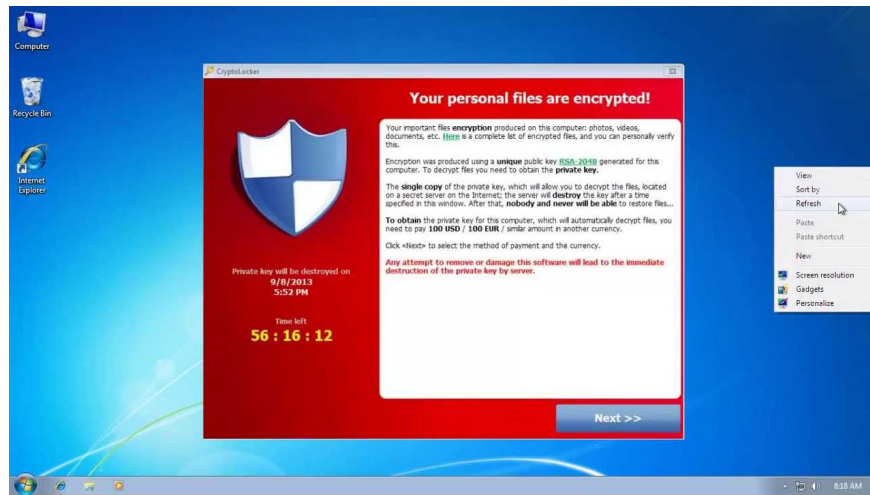 Computer
Recycle Bin
Internet
Explorer
CryptoLocker
Your personal files are encrypted!
Your important files encryption produced on this computer: photos, videos,
documents, etc. Here is a complete list of encrypted files, and you can personally verify
this.
Encryption was produced using a unique public key RSA-2048 generated for this
computer. To decrypt files you need to obtain the private key.
The single copy of the private key, which will allow you to decrypt the files, located
on a secret server on the Internet; the server will destroy the key after a time
specified in this window. After that, nobody and never will be able to restore files...
To obtain the private key for this computer, which will automatically decrypt files, you
need to pay 100 USD / 100 EUR / similar amount in another currency.
Click «Next» to select the method of payment and the currency.
Any attempt to remove or damage this software will lead to the immediate
destruction of the private key by server.
Private key will be destroyed on
9/8/2013
5:52 PM
Time left
56 : 16 : 12
Next >>
View
Sort by
Refresh
Paste
Paste shortcut
New
Screen resolution
Gadgets
Personalize
8:18 AM